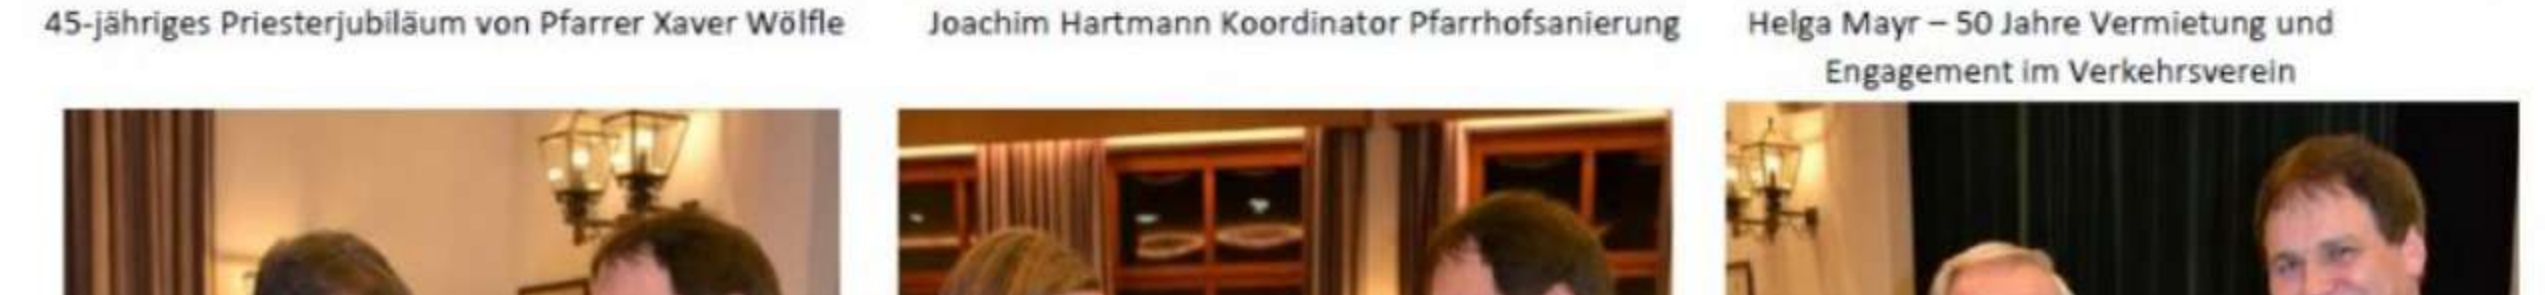 45-jähriges Priesterjubiläum von Pfarrer Xaver Wölfle
Joachim Hartmann Koordinator Pfarrhofsanierung
Helga Mayr – 50 Jahre Vermietung und
Engagement im Verkehrsverein